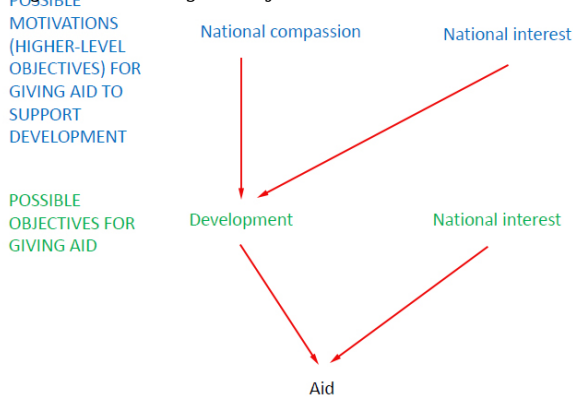 POSSIBLE
MOTIVATIONS
(HIGHER-LEVEL
OBJECTIVES) FOR
GIVING AID TO
SUPPORT
DEVELOPMENT
National compassion
National interest
POSSIBLE
OBJECTIVES FOR
GIVING AID
Development
National interest
Aid